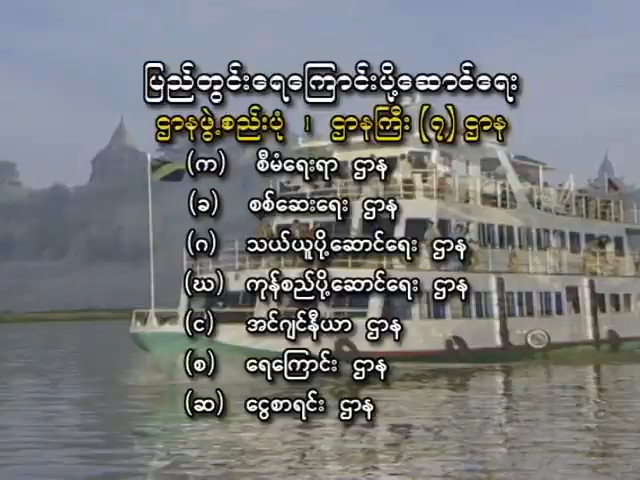 ပြည်တွင်းရေကြောင်းပို့ဆောင်ရေး
ဌာနဖွဲ့စည်းပုံ ၊ ဌာနကြီး (၇) ဌာန
(က) စီမံရေးရာ ဌာန
(ခ) စစ်ဆေးရေး ဌာန
(ဂ) သယ်ယူပို့ဆောင်ရေး ဌာန
(ဃ) ကုန်စည်ပို့ဆောင်ရေး ဌာန
(င) အင်ဂျင်နီယာ ဌာန
(စ) ရေကြောင်း ဌာန
(ဆ) ငွေစာရင်း ဌာန